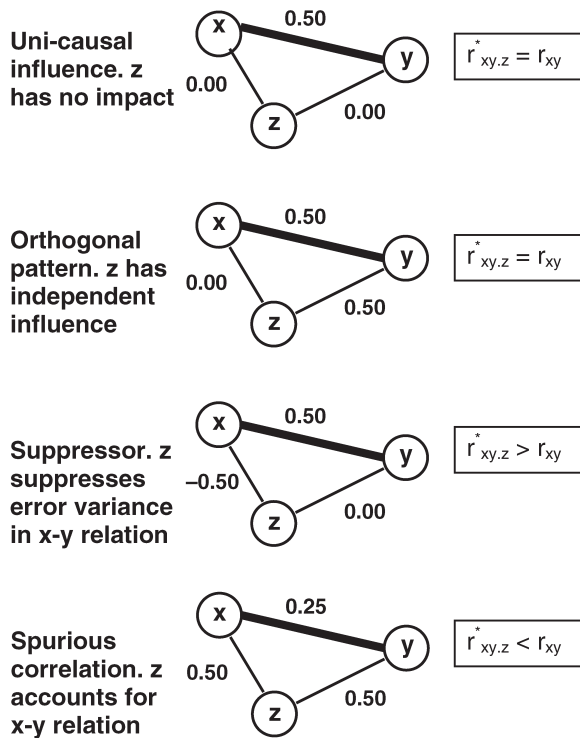 Uni-causal
influence. z
has no impact
x
0.50
y
0.00
z
0.00
r*xy.z = rxy
Orthogonal
pattern. z has
independent
influence
x
0.50
y
0.00
z
0.50
r*xy.z = rxy
Suppressor. z
suppresses
error variance
in x-y relation
x
0.50
y
–0.50
z
0.00
r*xy.z > rxy
Spurious
correlation. z
accounts for
x-y relation
x
0.25
y
0.50
z
0.50
r*xy.z < rxy